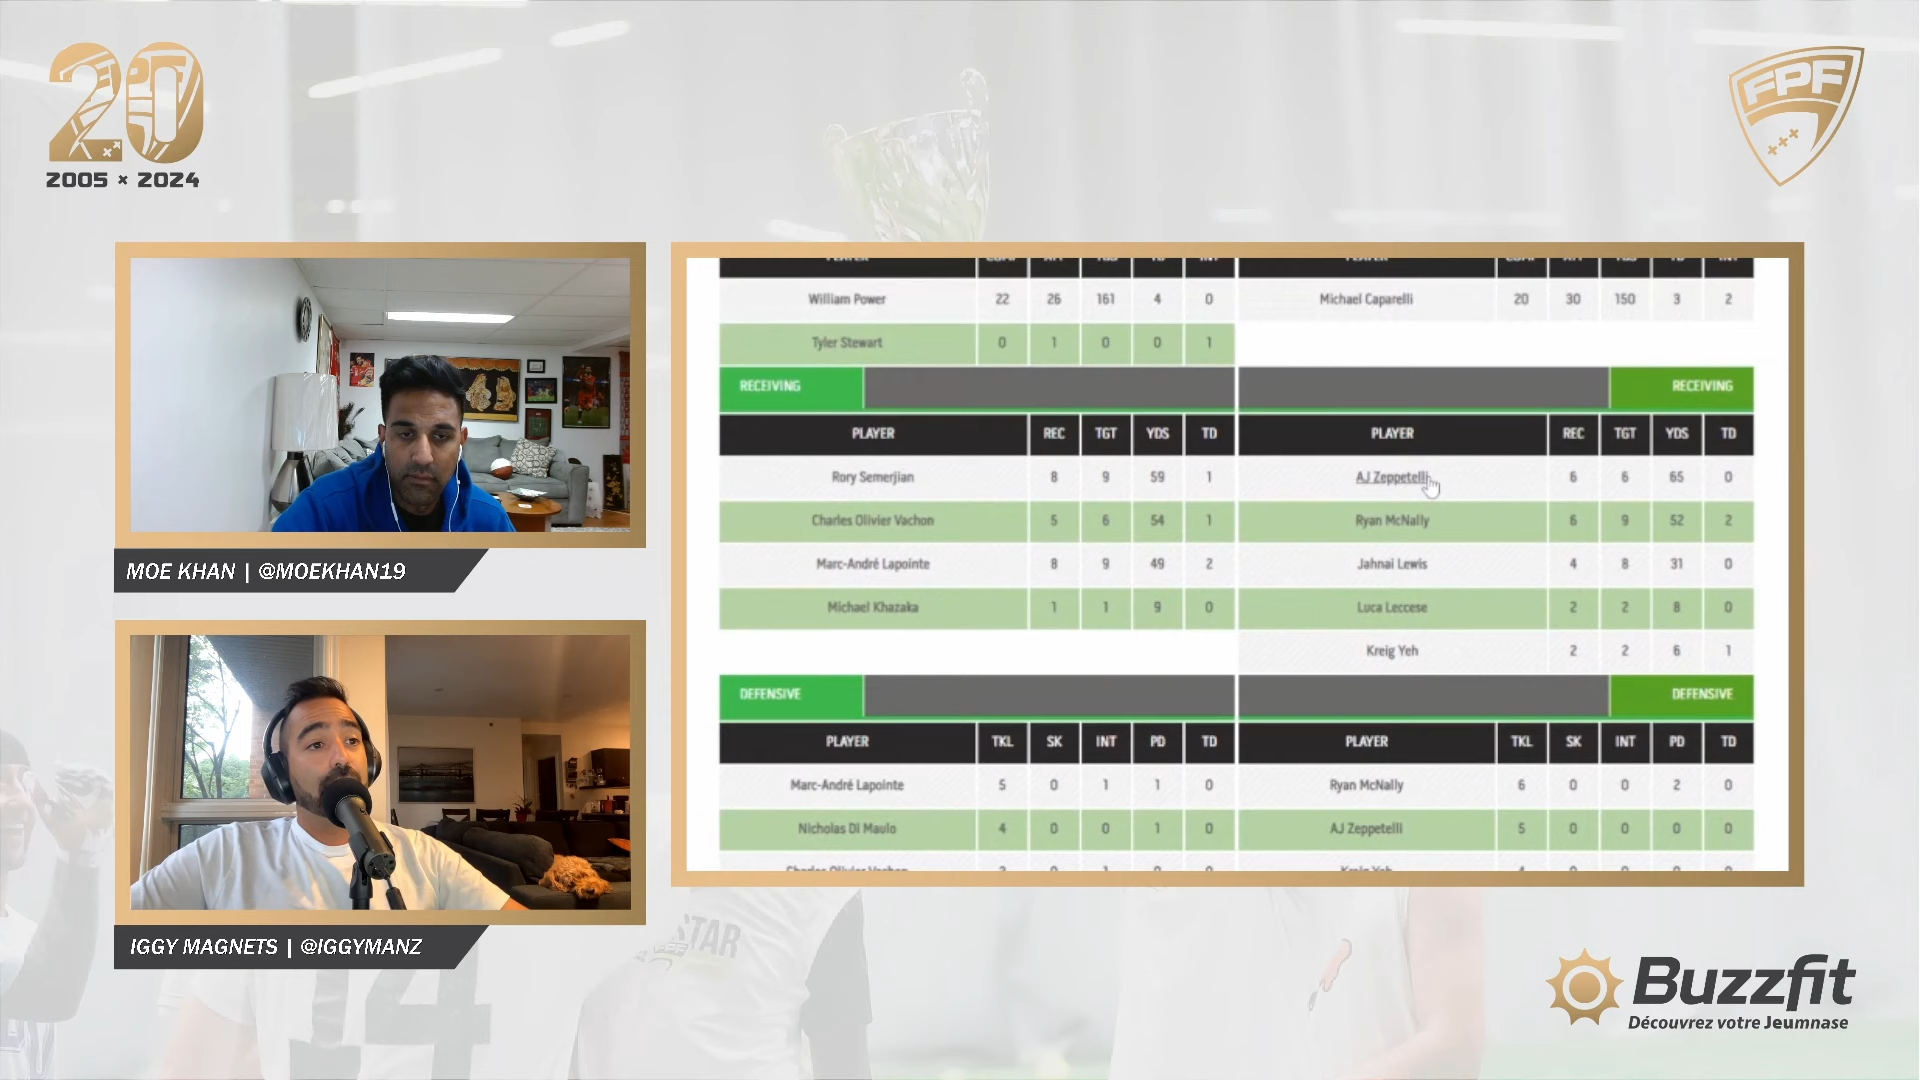 20
2005 × 2024
FPF
MOE KHAN | @MOEKHAN19
IGGY MAGNETS | @IGGYMANZ
William Power 22 26 161 4 0
Michael Caparelli 20 30 150 3 2
Tyler Stewart 0 1 0 0 1
RECEIVING
RECEIVING
PLAYER REC TGT YDS TD
PLAYER REC TGT YDS TD
Rory Semerjian 8 9 59 1
AJ Zeppetelli 6 6 65 0
Charles Olivier Vachon 5 6 54 1
Ryan McNally 6 9 52 2
Marc-André Lapointe 8 9 49 2
Jahnai Lewis 4 8 31 0
Michael Khazaka 1 1 9 0
Luca Leccese 2 2 8 0
Kreig Yeh 2 2 6 1
DEFENSIVE
DEFENSIVE
PLAYER TKL SK INT PD TD
PLAYER TKL SK INT PD TD
Marc-André Lapointe 5 0 1 1 0
Ryan McNally 6 0 0 2 0
Nicholas Di Maulo 4 0 0 1 0
AJ Zeppetelli 5 0 0 0 0
STAR
14
Buzzfit
Découvrez votre Jeumnase